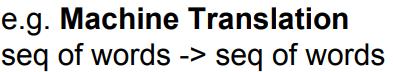 e.g. Machine Translation
seq of words -> seq of words